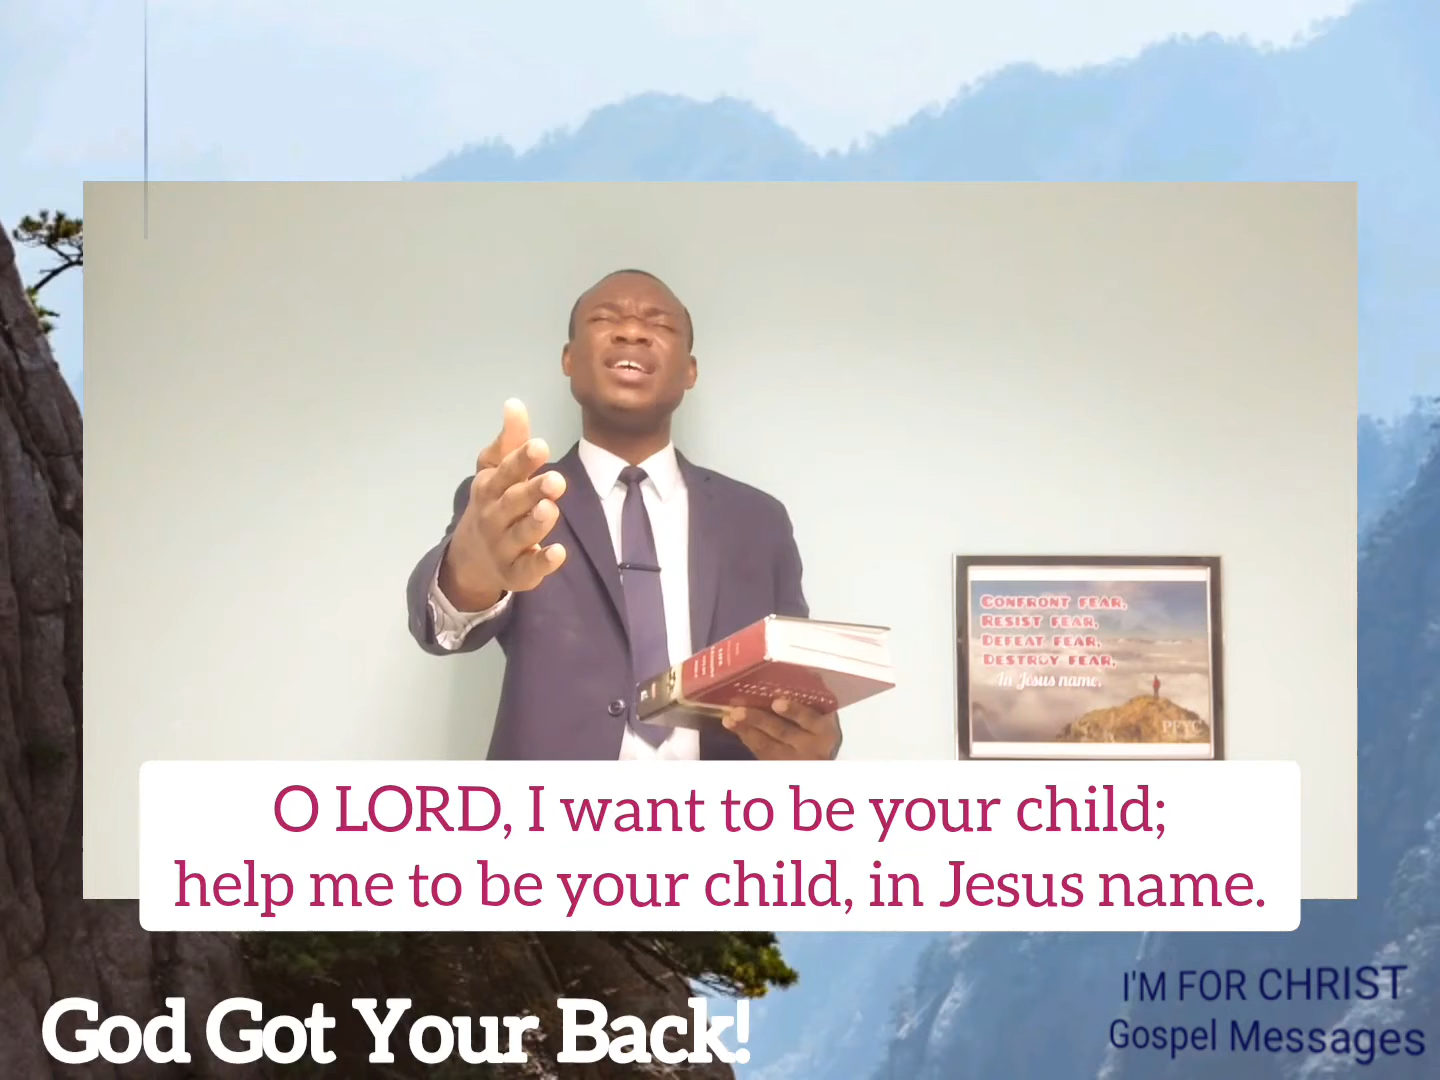 CONFRONT FEAR,
RESIST FEAR,
DEFEAT FEAR,
DESTROY FEAR,
In Jesus name.
PFTC
O LORD, I want to be your child;
help me to be your child, in Jesus name.
God Got Your Back!
I'M FOR CHRIST
Gospel Messages